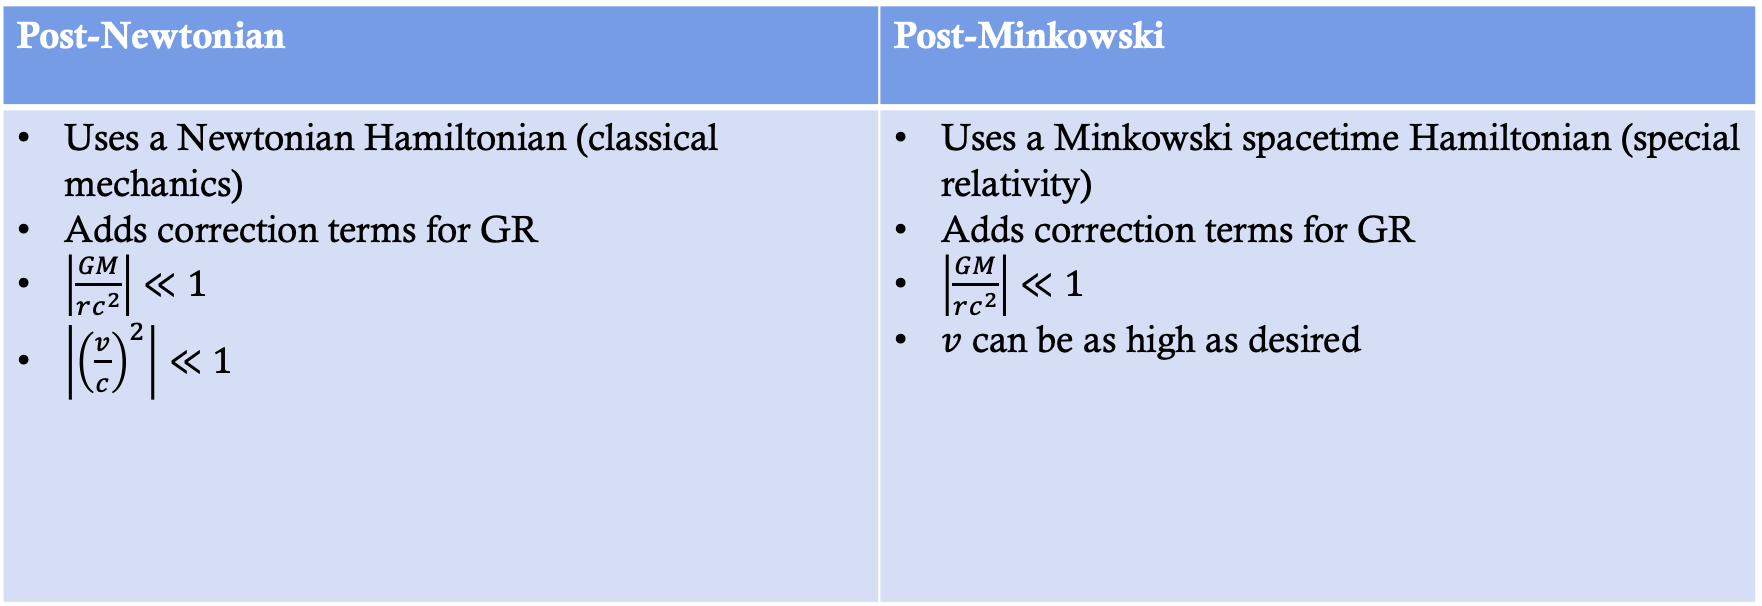 Post-Newtonian
• Uses a Newtonian Hamiltonian (classical
mechanics)
• Adds correction terms for GR
• |GM/rc²| ≪ 1
• |(v/c)²| ≪ 1
Post-Minkowski
• Uses a Minkowski spacetime Hamiltonian (special
relativity)
• Adds correction terms for GR
• |GM/rc²| ≪ 1
• v can be as high as desired